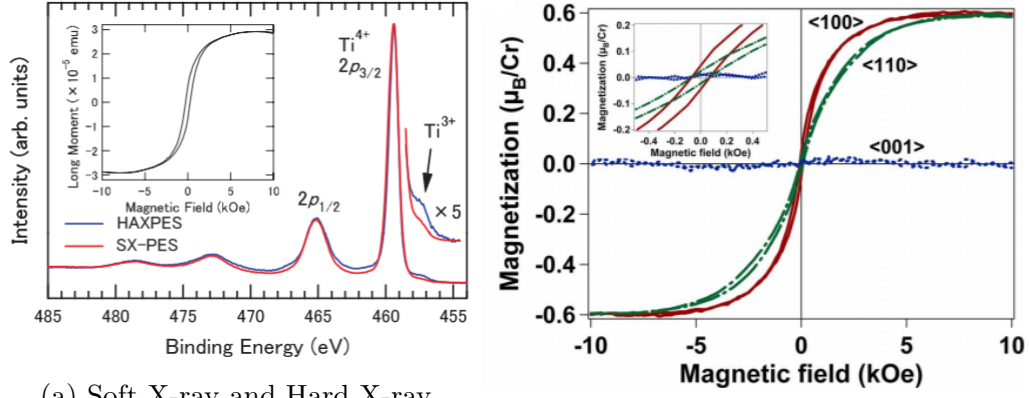 Intensity (arb. units)
Long Moment (×10⁻⁵ emu)
3
2
1
0
-1
-2
-3
-10 -5 0 5 10
Magnetic Field (kOe)
HAXPES
SX-PES
Ti⁴⁺
2p₃/₂
Ti³⁺
×5
2p₁/₂
485 480 475 470 465 460 455
Binding Energy (eV)
(a) Soft X-ray and Hard X-ray
Magnetization (μB/Cr)
0.6
0.4
0.2
0.0
-0.2
-0.4
-0.6
Magnetization (μB/Cr)
0.2
0.1
0.0
-0.1
-0.2
-0.4 -0.2 0.0 0.2 0.4
Magnetic field (kOe)
<100>
<110>
<001>
-10 -5 0 5 10
Magnetic field (kOe)